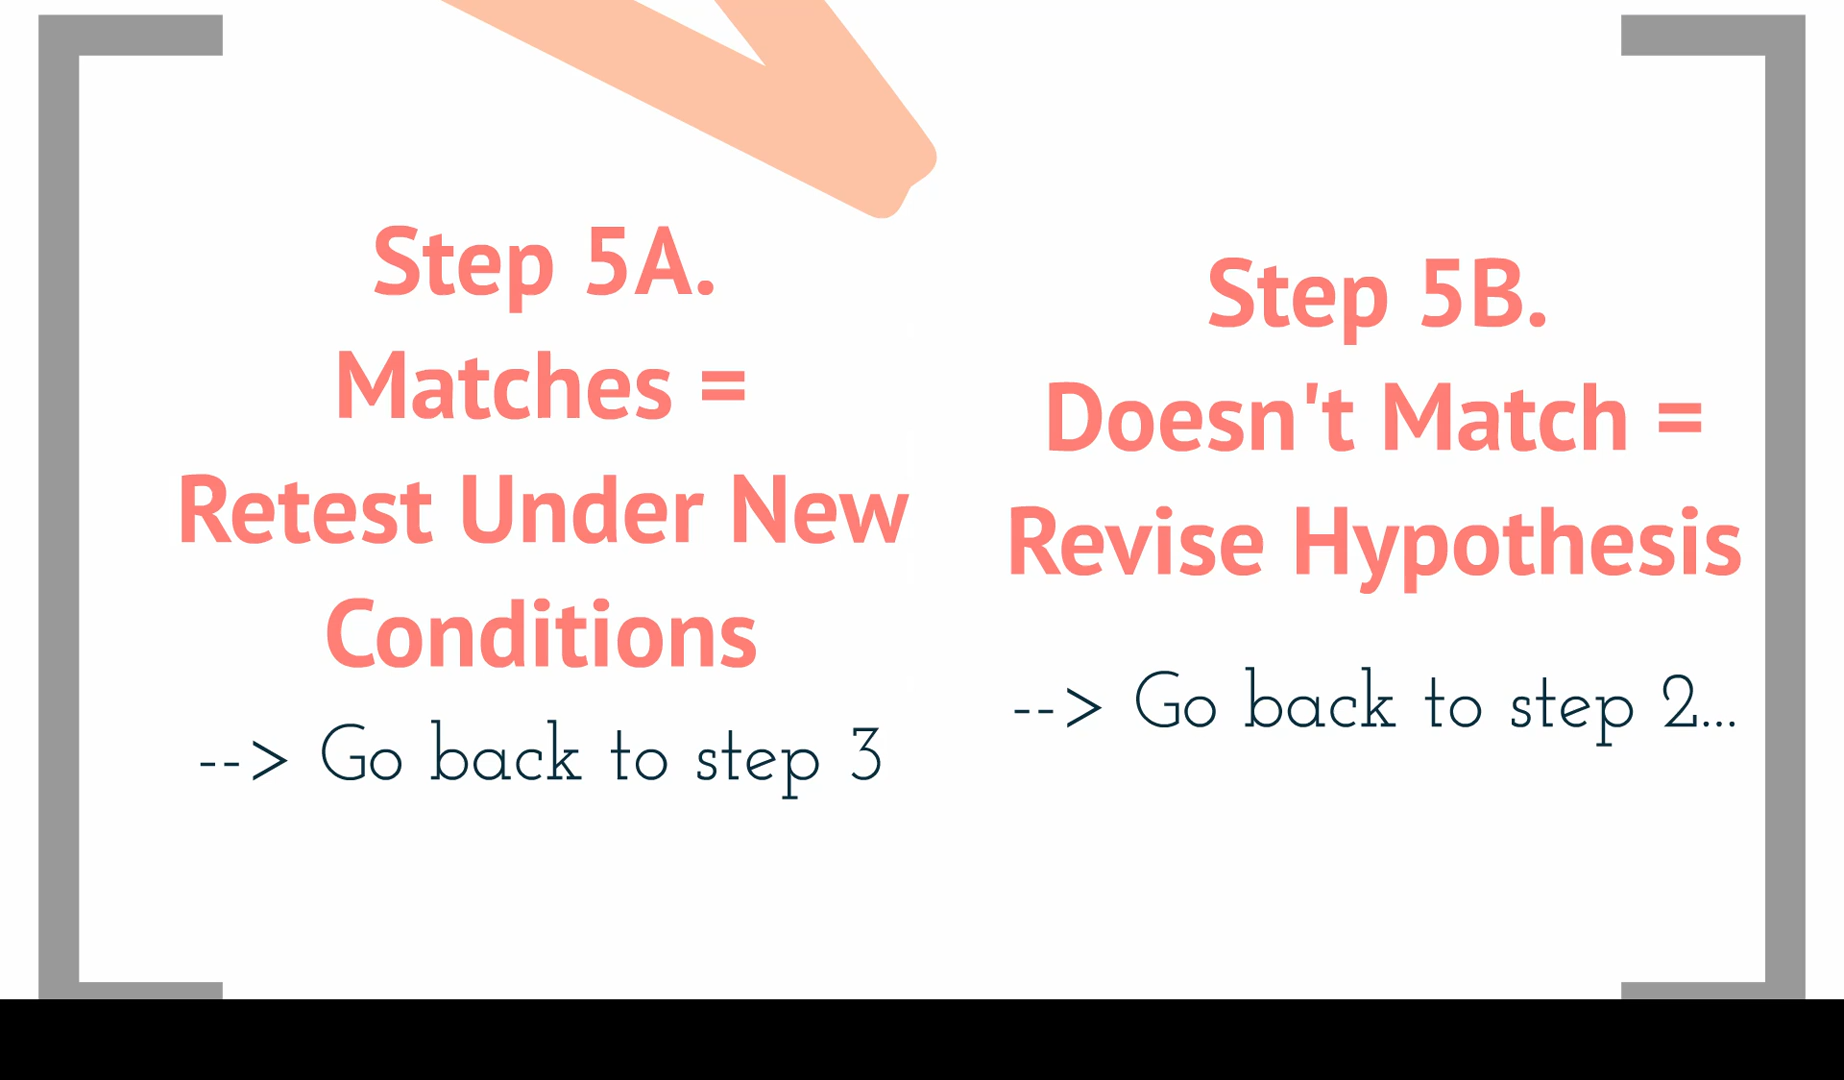 Step 5A.
Matches =
Retest Under New
Conditions
--> Go back to step 3
Step 5B.
Doesn't Match =
Revise Hypothesis
--> Go back to step 2...